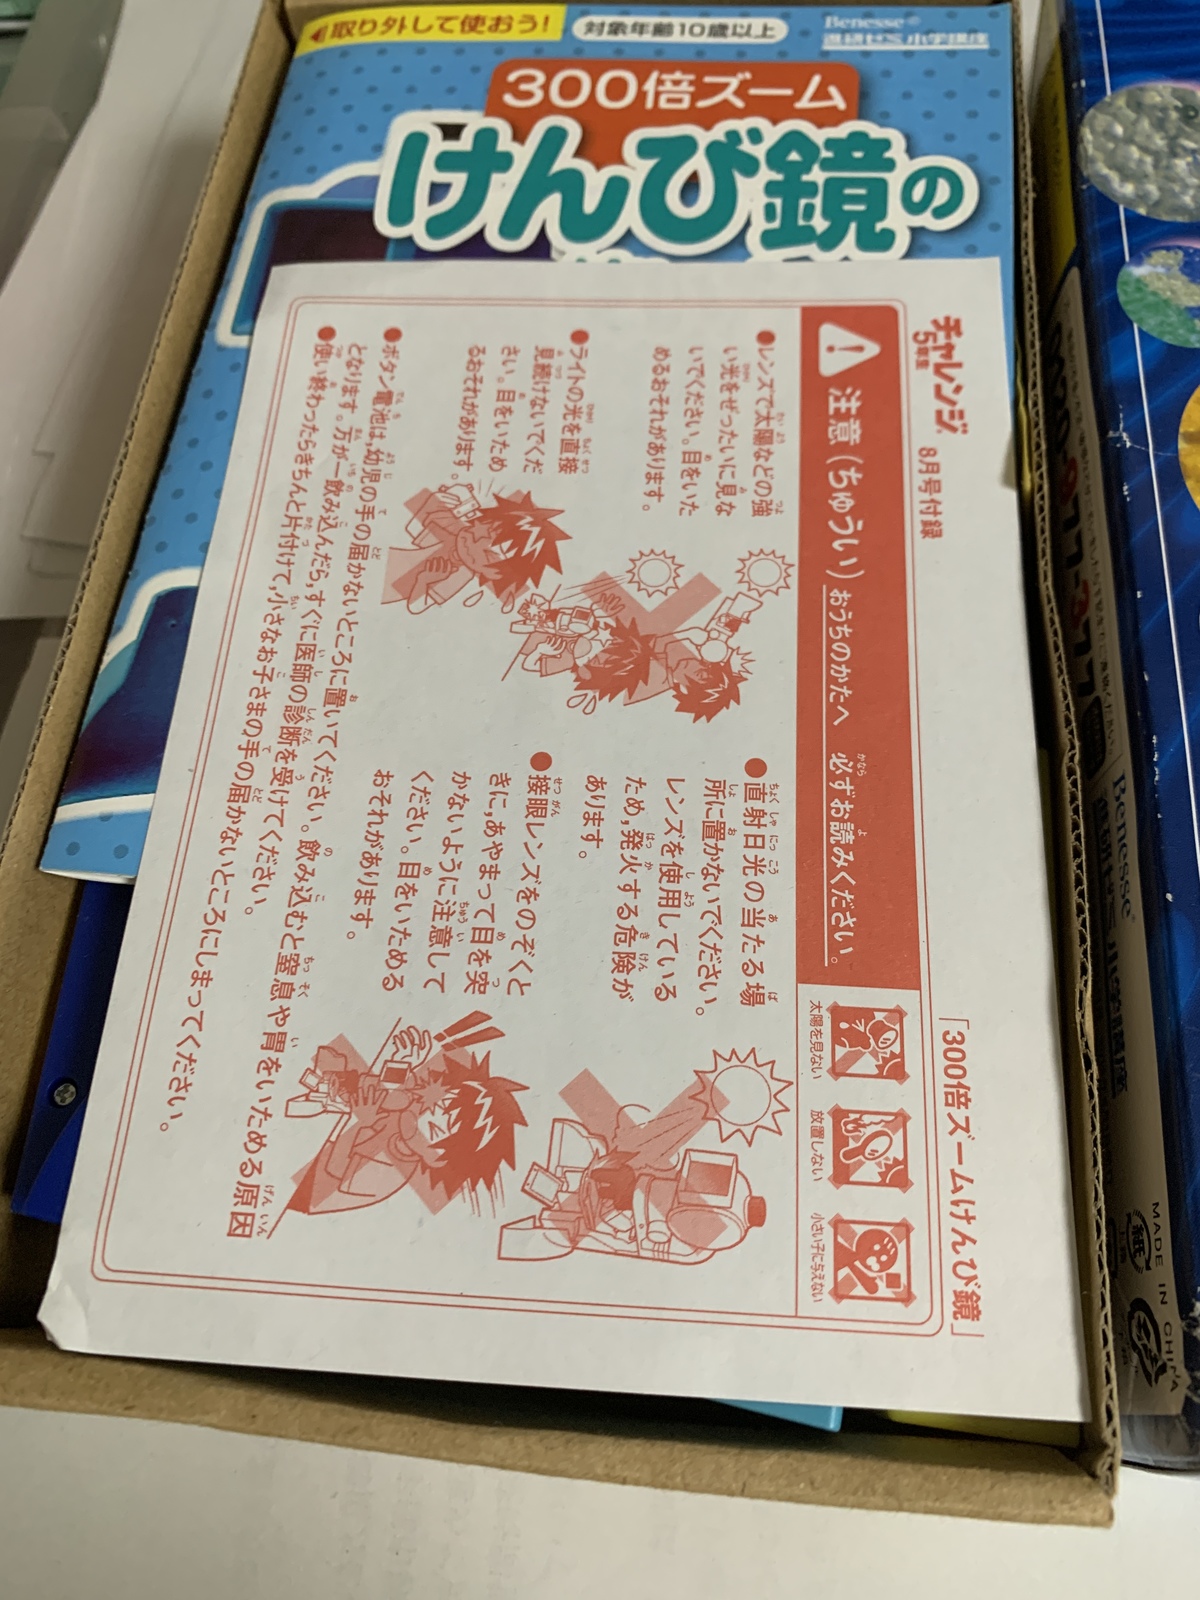 取り外して使おう!
対象年齢10歳以上
Benesse®
進研ゼミ 小学講座
300倍ズーム
けんび鏡の
チャレンジ
5年生
8月号付録
「300倍ズームけんび鏡」
注意(ちゅうい) おうちのかたへ 必ずお読みください。
太陽を見ない
放置しない
小さい子に与えない
●レンズで太陽などの強
い光をぜったいに見な
いでください。目をいた
めるおそれがあります。
●ライトの光を直接
見続けないでくだ
さい。目をいため
るおそれがあります。
●直射日光の当たる場
所に置かないでください。
レンズを使用している
ため,発火する危険が
あります。
●接眼レンズをのぞくと
きに,あやまって目を突
かないように注意して
ください。目をいためる
おそれがあります。
●ボタン電池は,幼児の手の届かないところに置いてください。飲み込むと窒息や胃をいためる原因
となります。万が一飲み込んだら,すぐに医師の診断を受けてください。
●使い終わったらきちんと片付けて,小さなお子さまの手の届かないところにしまってください。
Benesse®
進研ゼミ 小学講座
MADE IN CHINA
紙